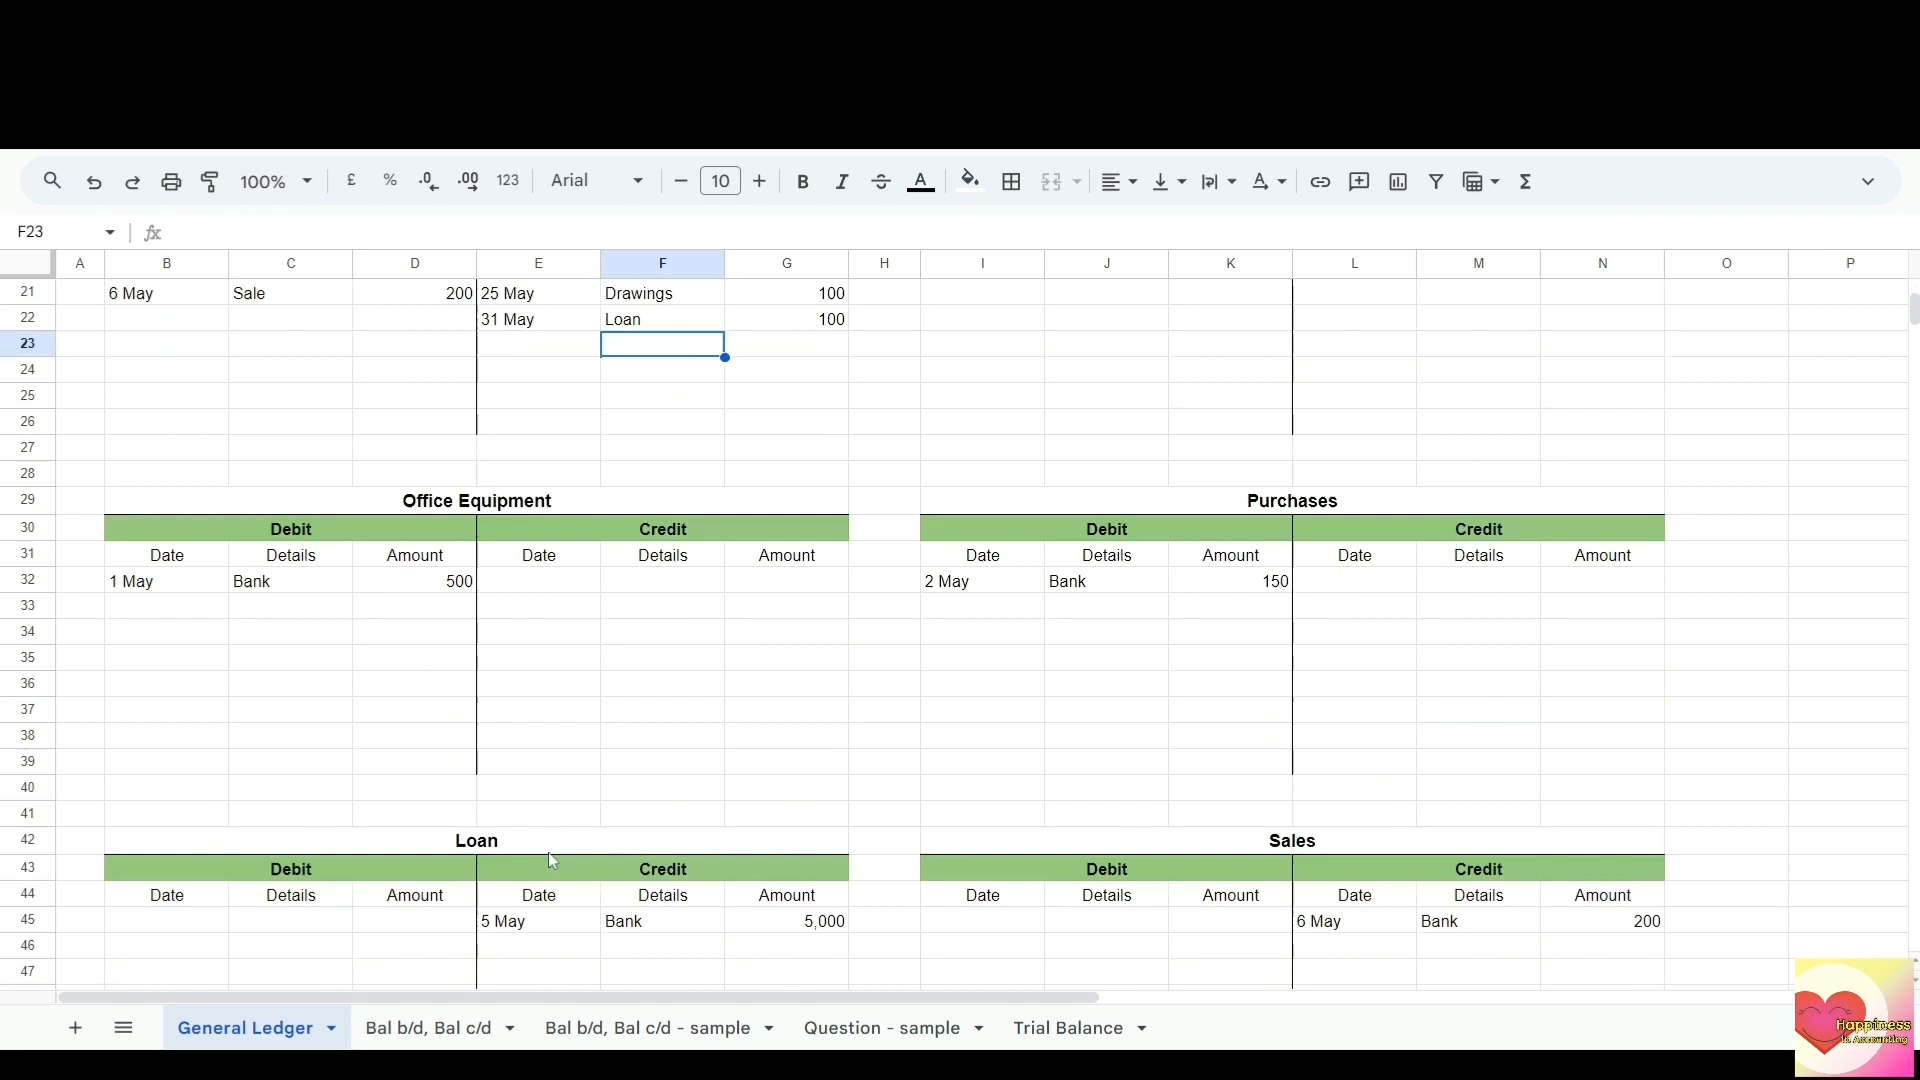 100% £ % .0 .00 123 Arial 10 B I S A Σ
F23 fx
A B C D E F G H I J K L M N O P
21 6 May Sale 200 25 May Drawings 100
22 31 May Loan 100
23
24
25
26
27
28
29 Office Equipment Purchases
30 Debit Credit Debit Credit
31 Date Details Amount Date Details Amount Date Details Amount Date Details Amount
32 1 May Bank 500 2 May Bank 150
33
34
35
36
37
38
39
40
41
42 Loan Sales
43 Debit Credit Debit Credit
44 Date Details Amount Date Details Amount Date Details Amount Date Details Amount
45 5 May Bank 5,000 6 May Bank 200
46
47
General Ledger Bal b/d, Bal c/d Bal b/d, Bal c/d - sample Question - sample Trial Balance
Happiness
in Accounting